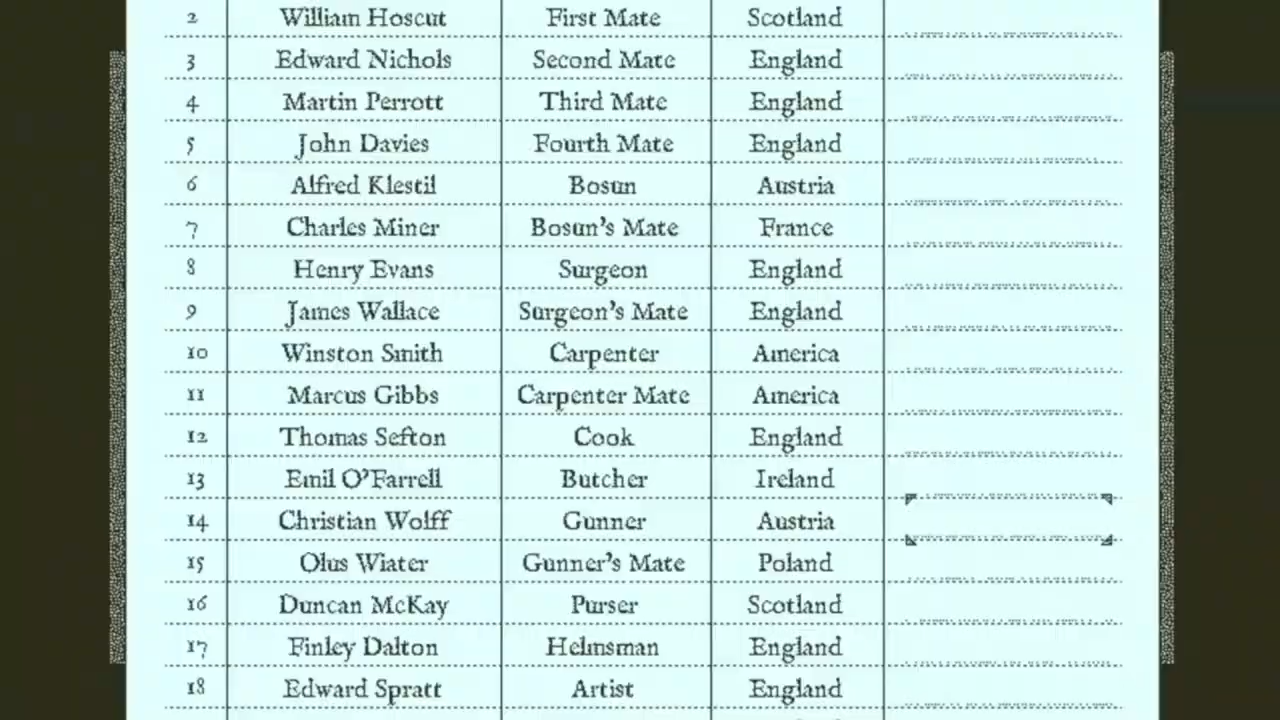 2 William Hoscut First Mate Scotland
3 Edward Nichols Second Mate England
4 Martin Perrott Third Mate England
5 John Davies Fourth Mate England
6 Alfred Klestil Bosun Austria
7 Charles Miner Bosun's Mate France
8 Henry Evans Surgeon England
9 James Wallace Surgeon's Mate England
10 Winston Smith Carpenter America
11 Marcus Gibbs Carpenter Mate America
12 Thomas Sefton Cook England
13 Emil O'Farrell Butcher Ireland
14 Christian Wolff Gunner Austria
15 Olus Wiater Gunner's Mate Poland
16 Duncan McKay Purser Scotland
17 Finley Dalton Helmsman England
18 Edward Spratt Artist England